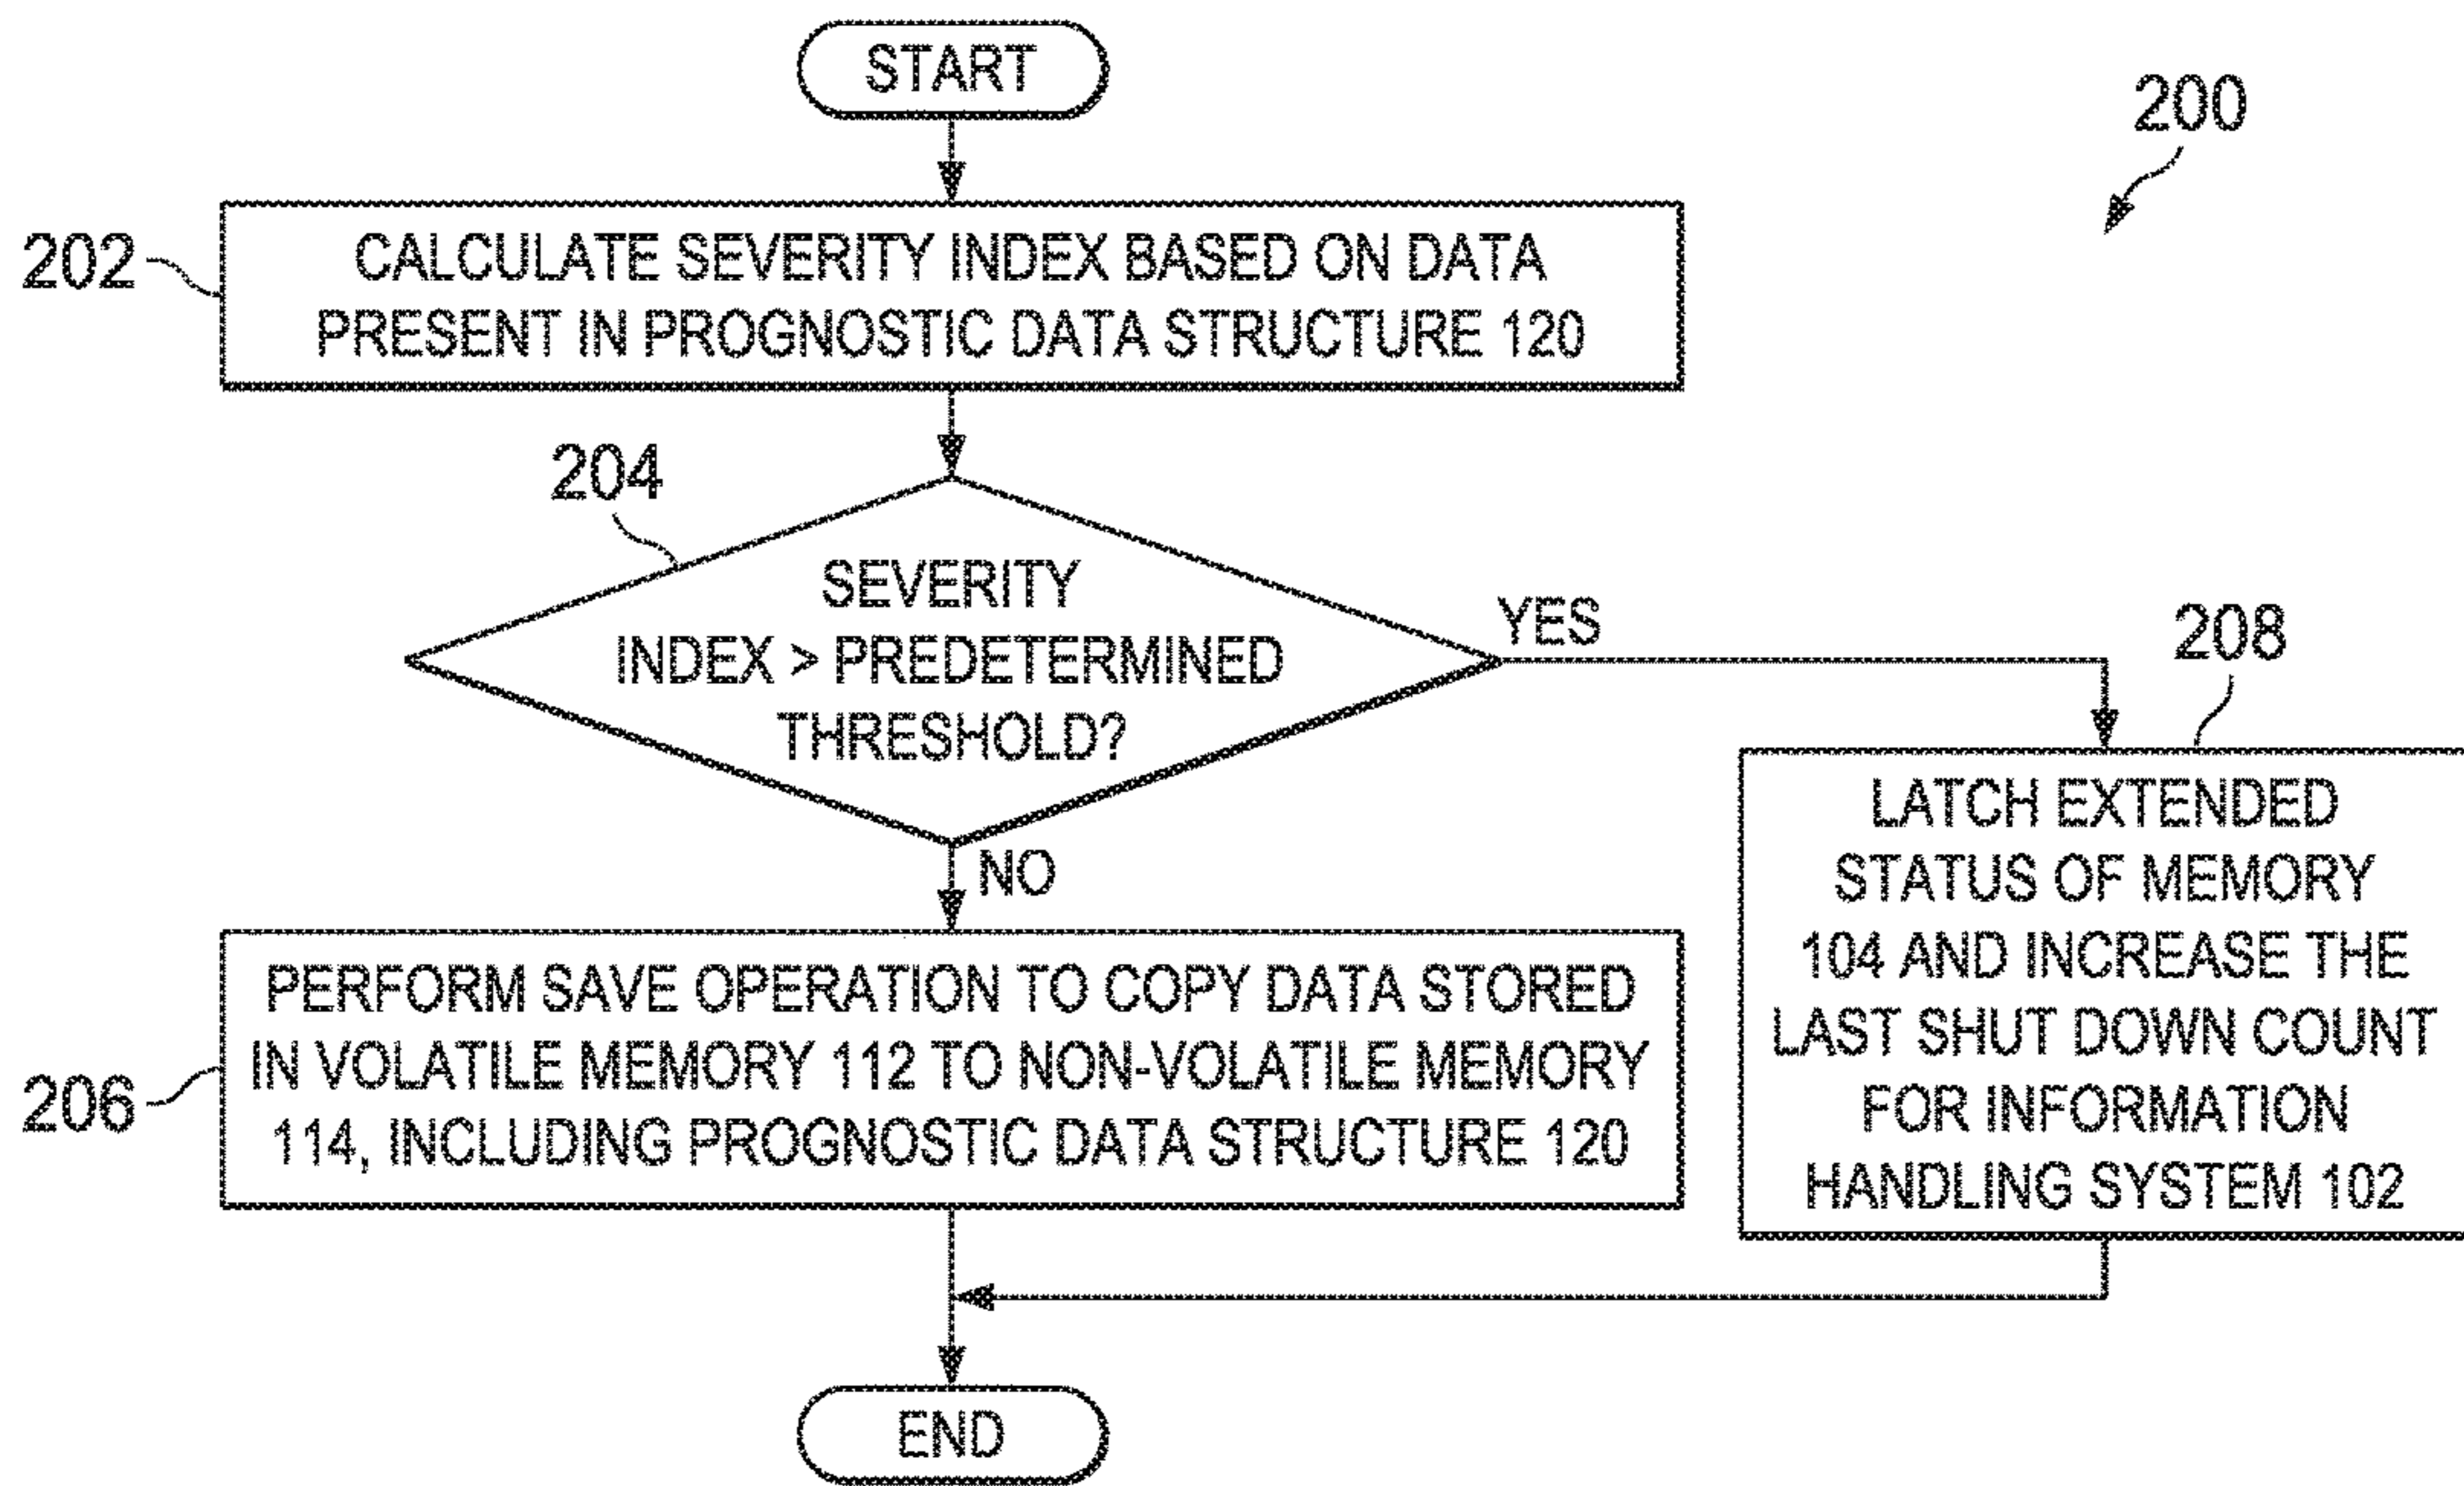 START
200
202
CALCULATE SEVERITY INDEX BASED ON DATA
PRESENT IN PROGNOSTIC DATA STRUCTURE 120
204
SEVERITY
INDEX > PREDETERMINED
THRESHOLD?
YES
NO
208
LATCH EXTENDED
STATUS OF MEMORY
104 AND INCREASE THE
LAST SHUT DOWN COUNT
FOR INFORMATION
HANDLING SYSTEM 102
206
PERFORM SAVE OPERATION TO COPY DATA STORED
IN VOLATILE MEMORY 112 TO NON-VOLATILE MEMORY
114, INCLUDING PROGNOSTIC DATA STRUCTURE 120
END